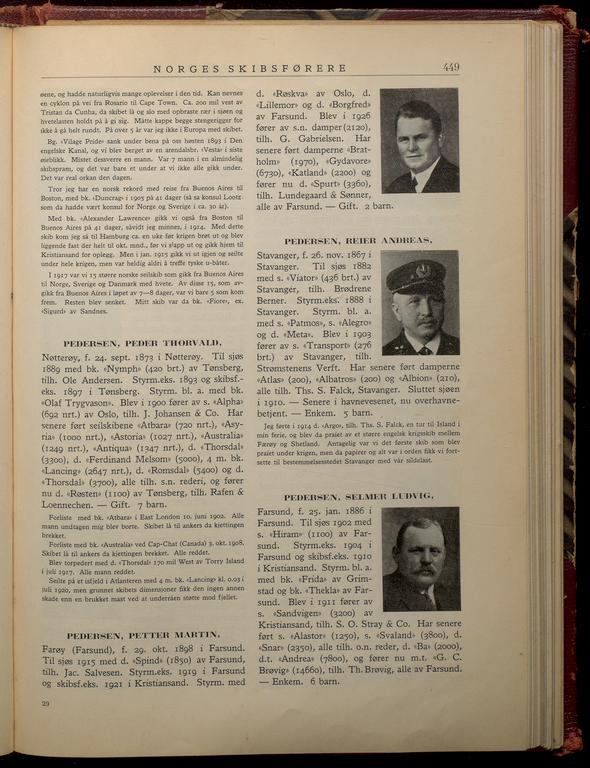 NORGES SKIBSFØRERE 449
øene, og hadde naturligvis mange oplevelser i den tid. Kan nevnes
en cyklon på vei fra Rosario til Cape Town. Ca. 200 mil vest av
Tristan da Cunha, da skibet lå og slo med opbraste rær i sjøen og
hvetelasten holdt på å gi sig. Måtte kappe begge stengerigger for
ikke å gå helt rundt. På over 5 år var jeg ikke i Europa med skibet.
Bg. «Vilage Pride» sank under bena på oss høsten 1893 i Den
engelske Kanal, og vi blev berget av en arendalsbr. «Vesta» i siste
øieblikk. Mistet dessverre en mann. Var 7 mann i en almindelig
skibspram, og det var bare et under at vi ikke alle gikk under.
Det var real orkan den dagen.
Tror jeg har en norsk rekord med reise fra Buenos Aires til
Boston, med bk. «Duncrag» i 1905 på 41 dager (så sa konsul Lootz
som da hadde vært konsul for Norge og Sverige i ca. 30 år).
Med bk. «Alexander Lawrence» gikk vi også fra Boston til
Buenos Aires på 41 dager, såvidt jeg minnes, i 1914. Med dette
skib kom jeg så til Hamburg ca. en uke før krigen brøt ut og blev
liggende fast der helt til okt. mnd., før vi slapp ut og gikk hjem til
Kristiansand for oplegg. Men i jan. 1915 gikk vi ut igjen og seilte
under hele krigen, men var heldig aldri å treffe tyske u-båter.
I 1917 var vi 15 større norske seilskib som gikk fra Buenos Aires
til Norge, Sverige og Danmark med hvete. Av disse 15, som av-
gikk fra Buenos Aires i løpet av 7—8 dager, var vi bare 5 som kom
frem. Resten blev senket. Mitt skib var da bk. «Fiore», ex.
«Sigurd» av Sandnes.
PEDERSEN, PEDER THORVALD,
Nøtterøy, f. 24. sept. 1873 i Nøtterøy. Til sjøs
1889 med bk. «Nymph» (420 brt.) av Tønsberg,
tilh. Ole Andersen. Styrm.eks. 1893 og skibsf.-
eks. 1897 i Tønsberg. Styrm. bl. a. med bk.
«Olaf Trygvason». Blev i 1900 fører av s. «Alpha»
(692 nrt.) av Oslo, tilh. J. Johansen & Co. Har
senere ført seilskibene «Atbara» (720 nrt.), «Asy-
ria» (1000 nrt.), «Astoria» (1027 nrt.), «Australia»
(1249 nrt.), «Antiqua» (1347 nrt.), d. «Thorsdal»
(3300), d. «Ferdinand Melsom» (5000), 4 m. bk.
«Lancing» (2647 nrt.), d. «Romsdal» (5400) og d.
«Thorsdal» (3700), alle tilh. s.n. rederi, og fører
nu d. «Røsten» (1100) av Tønsberg, tilh. Rafen &
Loennechen. — Gift. 7 barn.
Forliste med bk. «Atbara» i East London 10. juni 1902. Alle
mann undtagen mig blev borte. Skibet lå til ankers da kjettingen
brekket.
Forliste med bk. «Australia» ved Cap-Chat (Canada) 3. okt. 1908.
Skibet lå til ankers da kjettingen brekket. Alle reddet.
Blev torpedert med d. «Thorsdal» 170 mil West av Torry Island
i juli 1917. Alle mann reddet.
Seilte på et isfjeld i Atlanteren med 4 m. bk. «Lancing» kl. 0.03 i
juli 1920, men grunnet skibets dimensjoner fikk den ingen annen
skade enn en brukket mast ved at underråen støtte mod fjellet.
PEDERSEN, PETTER MARTIN,
Farøy (Farsund), f. 29. okt. 1898 i Farsund.
Til sjøs 1915 med d. «Spind» (1850) av Farsund,
tilh. Jac. Salvesen. Styrm.eks. 1919 i Farsund
og skibsf.eks. 1921 i Kristiansand. Styrm. med
29
d. «Røskva» av Oslo, d.
«Lillemor» og d. «Borgfred»
av Farsund. Blev i 1926
fører av s.n. damper (2120),
tilh. G. Gabrielsen. Har
senere ført damperne «Brat-
holm» (1970), «Gydavore»
(6730), «Katland» (2200) og
fører nu d. «Spurt» (3360),
tilh. Lundegaard & Sønner,
alle av Farsund. — Gift. 2 barn.
PEDERSEN, REIER ANDREAS,
Stavanger, f. 26. nov. 1867 i
Stavanger. Til sjøs 1882
med s. «Viator» (436 brt.) av
Stavanger, tilh. Brødrene
Berner. Styrm.eks. 1888 i
Stavanger. Styrm. bl. a.
med s. «Patmos», s. «Alegro»
og d. «Meta». Blev i 1903
fører av s. «Transport» (276
brt.) av Stavanger, tilh.
Strømstenens Verft. Har senere ført damperne
«Atlas» (200), «Albatros» (200) og «Albion» (210),
alle tilh. Ths. S. Falck, Stavanger. Sluttet sjøen
i 1910. — Senere i havnevesenet, nu overhavne-
betjent. — Enkem. 5 barn.
Jeg førte i 1914 d. «Argo», tilh. Ths. S. Falck, en tur til Island i
min ferie, og blev da praiet av et større engelsk krigsskib mellem
Færøy og Shetland. Antagelig var vi det første skib som blev
praiet under krigen, men da papirer og alt var i orden fikk vi fort-
sette til bestemmelsesstedet Stavanger med vår sildelast.
PEDERSEN, SELMER LUDVIG,
Farsund, f. 25. jan. 1886 i
Farsund. Til sjøs 1902 med
s. «Hiram» (1100) av Far-
sund. Styrm.eks. 1904 i
Farsund og skibsf.eks. 1910
i Kristiansand. Styrm. bl. a.
med bk. «Frida» av Grim-
stad og bk. «Thekla» av Far-
sund. Blev i 1911 fører av
s. «Sandvigen» (3200) av
Kristiansand, tilh. S. O. Stray & Co. Har senere
ført s. «Alastor» (1250), s. «Svaland» (3800), d.
«Snar» (2350), alle tilh. o.n. reder, d. «Ba» (2000),
d.t. «Andrea» (7800), og fører nu m.t. «G. C.
Brøvig» (14660), tilh. Th. Brøvig, alle av Farsund.
— Enkem. 6 barn.